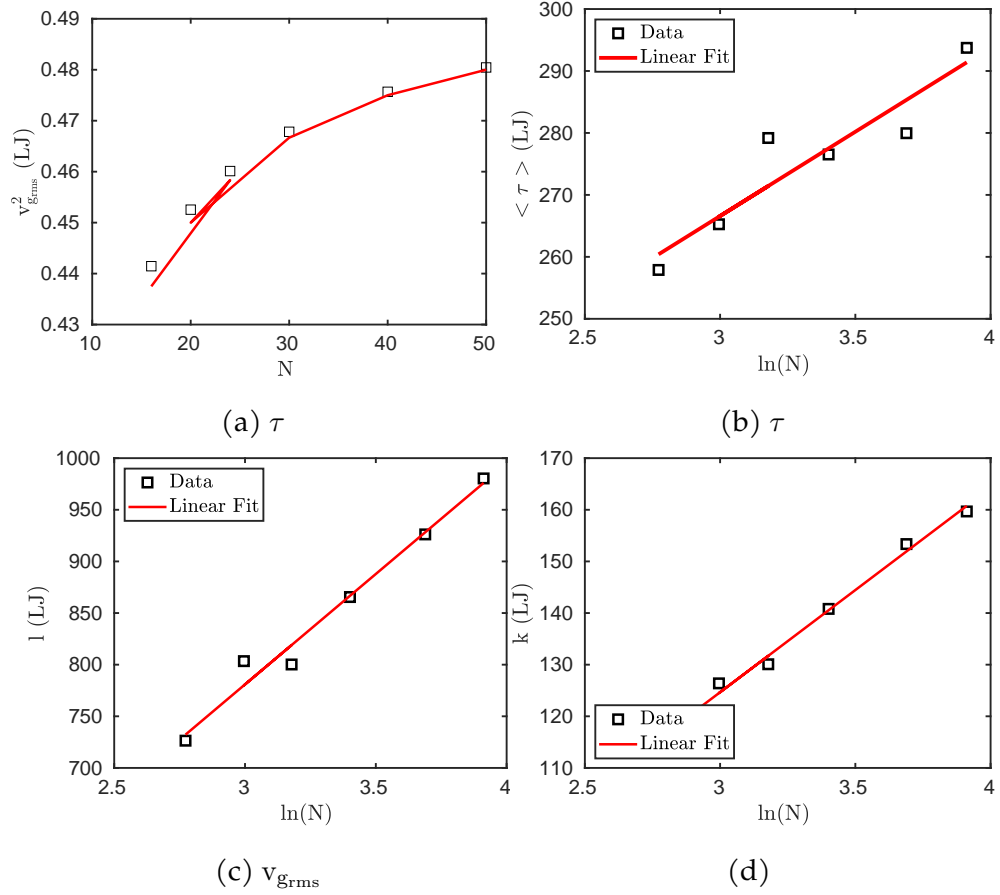 0.49
0.48
0.47
0.46
0.45
0.44
0.43
v²_g_rms (LJ)
10 20 30 40 50
N
(a) τ
300
290
280
270
260
250
< τ > (LJ)
Data
Linear Fit
2.5 3 3.5 4
ln(N)
(b) τ
1000
950
900
850
800
750
700
l (LJ)
Data
Linear Fit
2.5 3 3.5 4
ln(N)
(c) v_g_rms
170
160
150
140
130
120
110
k (LJ)
Data
Linear Fit
2.5 3 3.5 4
ln(N)
(d)